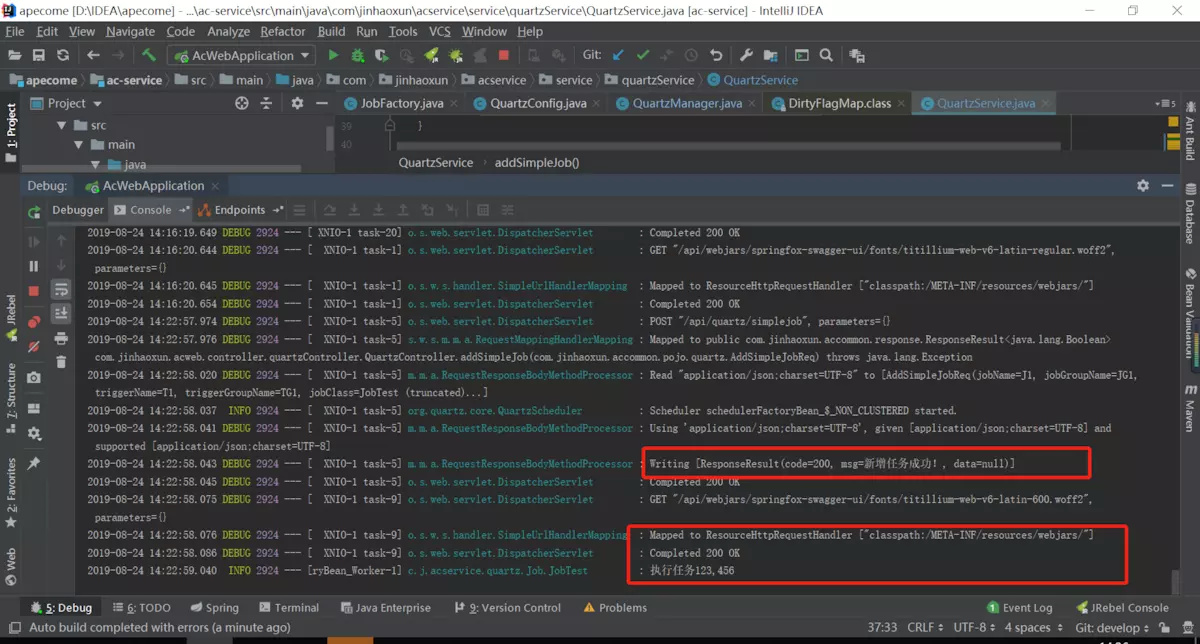 apecome [D:\IDEA\apecome] - ...\ac-service\src\main\java\com\jinhaoxun\acservice\service\quartzService\QuartzService.java [ac-service] - IntelliJ IDEA
File Edit View Navigate Code Analyze Refactor Build Run Tools VCS Window Help
AcWebApplication Git:
apecome ac-service src main java com jinhaoxun acservice service quartzService QuartzService
Project JobFactory.java QuartzConfig.java QuartzManager.java DirtyFlagMap.class QuartzService.java 5
src 39 }
main 40
java QuartzService addSimpleJob()
Debug: AcWebApplication
Debugger Console Endpoints
2019-08-24 14:16:19.649 DEBUG 2924 --- [ XNIO-1 task-20] o.s.web.servlet.DispatcherServlet : Completed 200 OK
2019-08-24 14:16:20.644 DEBUG 2924 --- [ XNIO-1 task-1] o.s.web.servlet.DispatcherServlet : GET "/api/webjars/springfox-swagger-ui/fonts/titillium-web-v6-latin-regular.woff2",
parameters={}
2019-08-24 14:16:20.645 DEBUG 2924 --- [ XNIO-1 task-1] o.s.w.s.handler.SimpleUrlHandlerMapping : Mapped to ResourceHttpRequestHandler ["classpath:/META-INF/resources/webjars/"]
2019-08-24 14:16:20.654 DEBUG 2924 --- [ XNIO-1 task-1] o.s.web.servlet.DispatcherServlet : Completed 200 OK
2019-08-24 14:22:57.974 DEBUG 2924 --- [ XNIO-1 task-5] o.s.web.servlet.DispatcherServlet : POST "/api/quartz/simplejob", parameters={}
2019-08-24 14:22:57.976 DEBUG 2924 --- [ XNIO-1 task-5] s.w.s.m.m.a.RequestMappingHandlerMapping : Mapped to public com.jinhaoxun.accommon.response.ResponseResult<java.lang.Boolean>
com.jinhaoxun.acweb.controller.quartzController.QuartzController.addSimpleJob(com.jinhaoxun.accommon.pojo.quartz.AddSimpleJobReq) throws java.lang.Exception
2019-08-24 14:22:58.020 DEBUG 2924 --- [ XNIO-1 task-5] m.m.a.RequestResponseBodyMethodProcessor : Read "application/json;charset=UTF-8" to [AddSimpleJobReq(jobName=J1, jobGroupName=JG1,
triggerName=T1, triggerGroupName=TG1, jobClass=JobTest (truncated)...]
2019-08-24 14:22:58.037 INFO 2924 --- [ XNIO-1 task-5] org.quartz.core.QuartzScheduler : Scheduler schedulerFactoryBean_$_NON_CLUSTERED started.
2019-08-24 14:22:58.041 DEBUG 2924 --- [ XNIO-1 task-5] m.m.a.RequestResponseBodyMethodProcessor : Using 'application/json;charset=UTF-8', given [application/json;charset=UTF-8] and
supported [application/json;charset=UTF-8]
2019-08-24 14:22:58.043 DEBUG 2924 --- [ XNIO-1 task-5] m.m.a.RequestResponseBodyMethodProcessor : Writing [ResponseResult(code=200, msg=新增任务成功!, data=null)]
2019-08-24 14:22:58.045 DEBUG 2924 --- [ XNIO-1 task-5] o.s.web.servlet.DispatcherServlet : Completed 200 OK
2019-08-24 14:22:58.075 DEBUG 2924 --- [ XNIO-1 task-9] o.s.web.servlet.DispatcherServlet : GET "/api/webjars/springfox-swagger-ui/fonts/titillium-web-v6-latin-600.woff2",
parameters={}
2019-08-24 14:22:58.076 DEBUG 2924 --- [ XNIO-1 task-9] o.s.w.s.handler.SimpleUrlHandlerMapping : Mapped to ResourceHttpRequestHandler ["classpath:/META-INF/resources/webjars/"]
2019-08-24 14:22:58.086 DEBUG 2924 --- [ XNIO-1 task-9] o.s.web.servlet.DispatcherServlet : Completed 200 OK
2019-08-24 14:22:59.040 INFO 2924 --- [ryBean_Worker-1] c.j.acservice.quartz.Job.JobTest : 执行任务123,456
1: Project
JRebel
7: Structure
2: Favorites
Web
Ant Build
Database
Bean Validation
Maven
5: Debug 6: TODO Spring Terminal Java Enterprise 9: Version Control Problems 1 Event Log JRebel Console
Auto build completed with errors (a minute ago) 37:33 CRLF UTF-8 4 spaces Git: develop